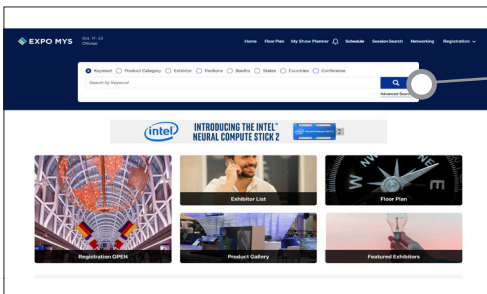 EXPO MYS
Oct. 17-23
Chicago
Home Floor Plan My Show Planner Schedule Session Search Networking Registration
Keyword Product Category Exhibitor Pavilions Booths States Countries Conference
Search by Keyword
Advanced Sear
intel
INTRODUCING THE INTEL®
NEURAL COMPUTE STICK 2
Registration OPEN
Exhibitor List
Floor Plan
Product Gallery
Featured Exhibitors